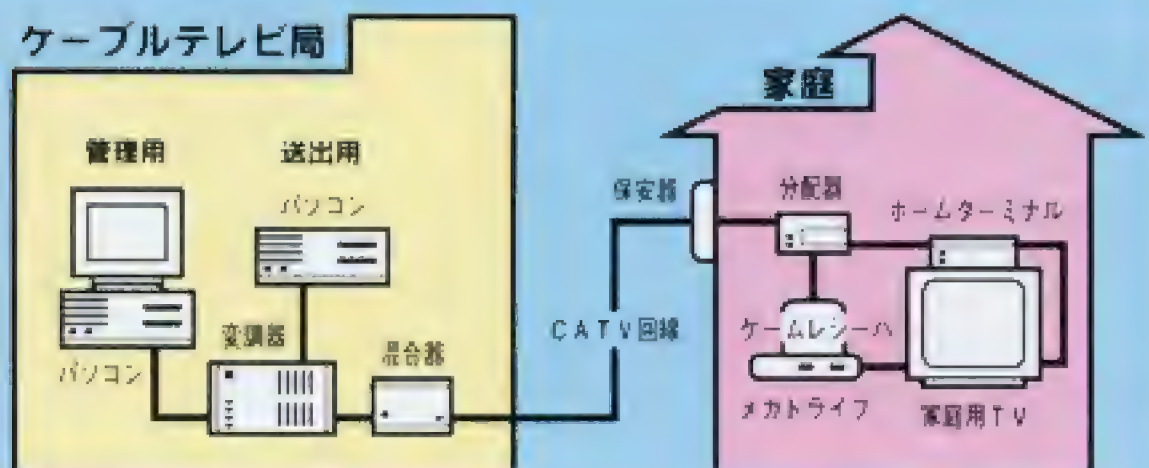 ケーブルテレビ局
管理用
送出用
パソコン
パソコン
変調器
混合器
CATV回線
家庭
保安器
分配器
ホームターミナル
ゲームレシーバ
メガドライブ
家庭用TV